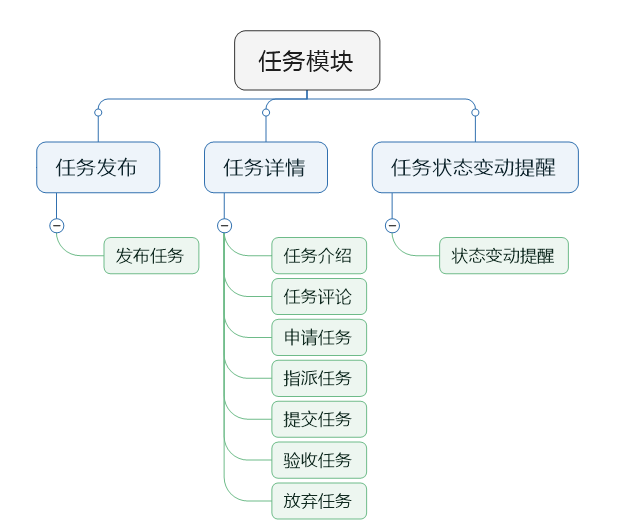 任务模块
任务发布
任务详情
任务状态变动提醒
发布任务
任务介绍
状态变动提醒
任务评论
申请任务
指派任务
提交任务
验收任务
放弃任务